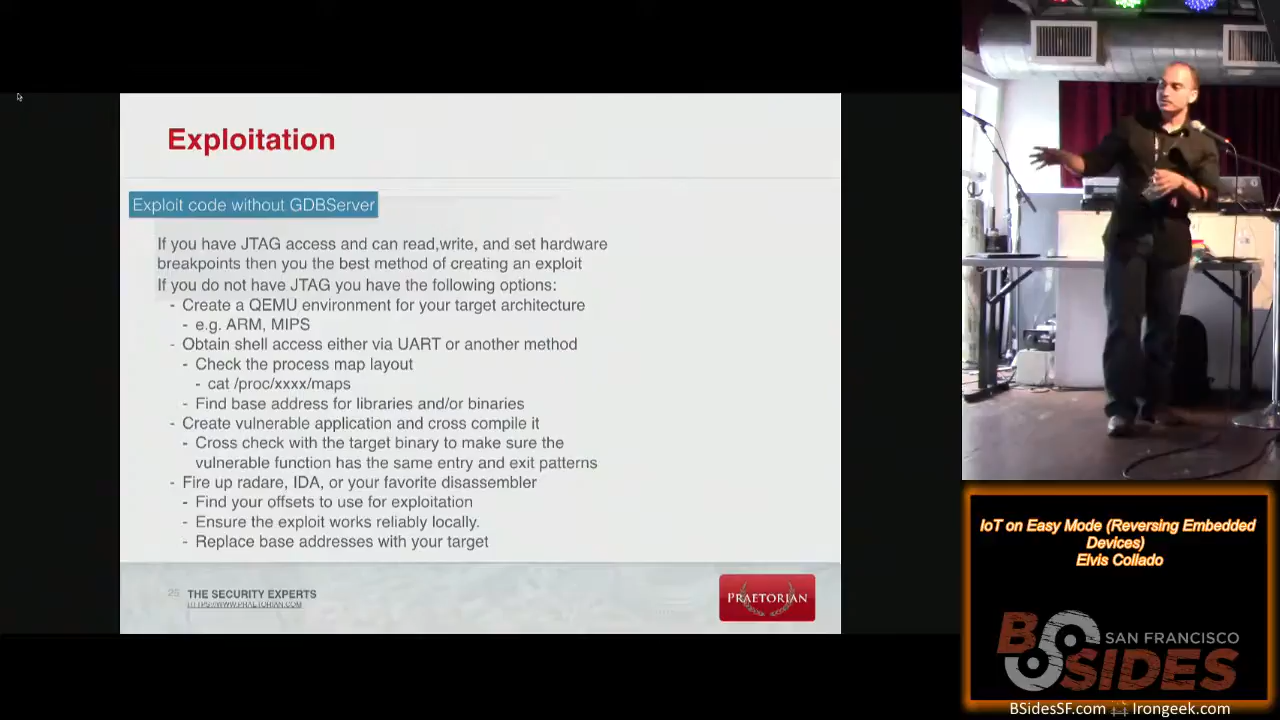 Exploitation
Exploit code without GDBServer
If you have JTAG access and can read,write, and set hardware
breakpoints then you the best method of creating an exploit
If you do not have JTAG you have the following options:
- Create a QEMU environment for your target architecture
- e.g. ARM, MIPS
- Obtain shell access either via UART or another method
- Check the process map layout
- cat /proc/xxxx/maps
- Find base address for libraries and/or binaries
- Create vulnerable application and cross compile it
- Cross check with the target binary to make sure the
vulnerable function has the same entry and exit patterns
- Fire up radare, IDA, or your favorite disassembler
- Find your offsets to use for exploitation
- Ensure the exploit works reliably locally.
- Replace base addresses with your target
25 THE SECURITY EXPERTS
HTTPS://WWW.PRAETORIAN.COM
PRAETORIAN
IoT on Easy Mode (Reversing Embedded
Devices)
Elvis Collado
BSIDES
SAN FRANCISCO
BSidesSF.com Irongeek.com